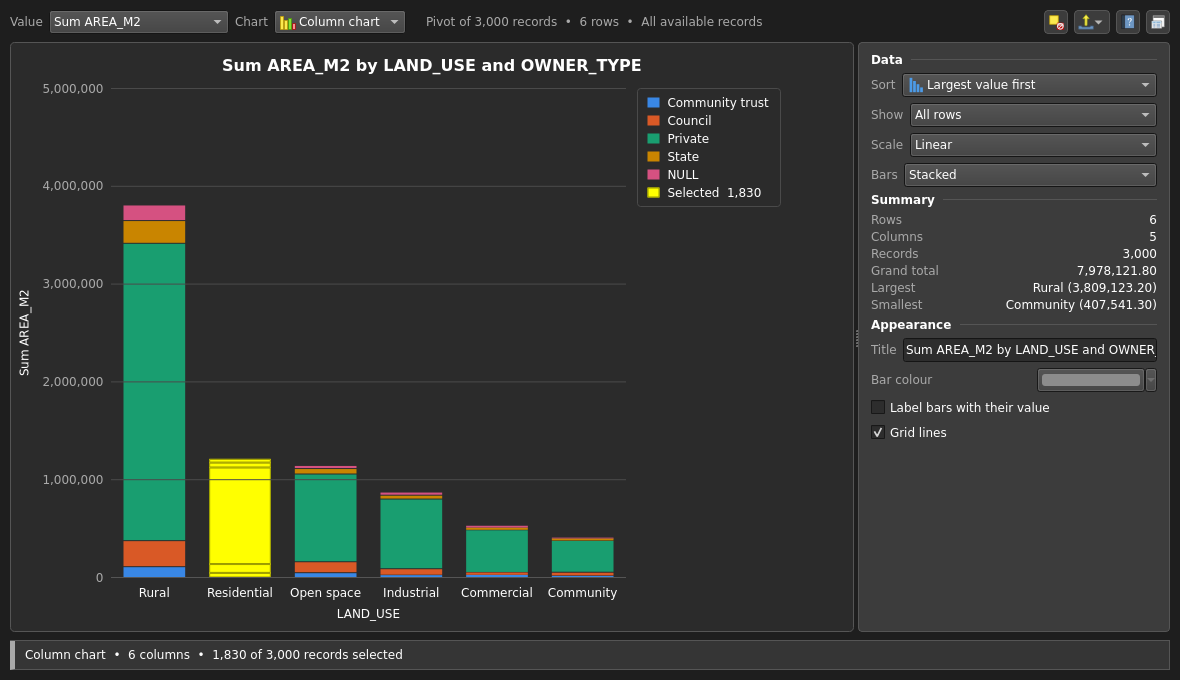 Value Sum AREA_M2 Chart Column chart Pivot of 3,000 records • 6 rows • All available records
Sum AREA_M2 by LAND_USE and OWNER_TYPE
5,000,000
4,000,000
3,000,000
2,000,000
1,000,000
0
Sum AREA_M2
Rural Residential Open space Industrial Commercial Community
LAND_USE
Community trust
Council
Private
State
NULL
Selected 1,830
Data
Sort Largest value first
Show All rows
Scale Linear
Bars Stacked
Summary
Rows 6
Columns 5
Records 3,000
Grand total 7,978,121.80
Largest Rural (3,809,123.20)
Smallest Community (407,541.30)
Appearance
Title Sum AREA_M2 by LAND_USE and OWNER_
Bar colour
Label bars with their value
Grid lines
Column chart • 6 columns • 1,830 of 3,000 records selected